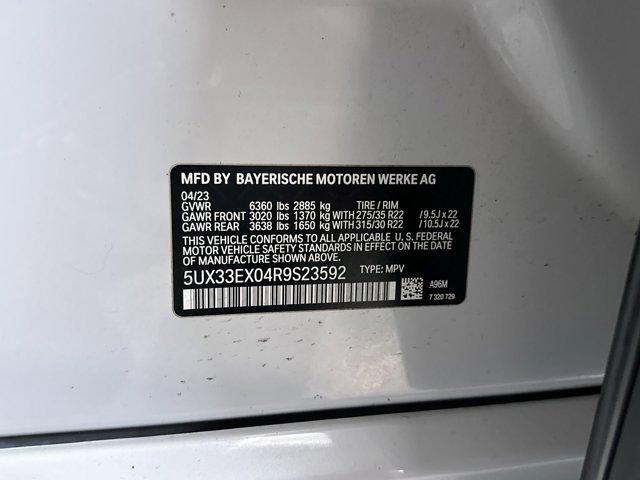 MFD BY BAYERISCHE MOTOREN WERKE AG
04/23
GVWR 6360 lbs 2885 kg TIRE / RIM
GAWR FRONT 3020 lbs 1370 kg WITH 275/35 R22 / 9.5J x 22
GAWR REAR 3638 lbs 1650 kg WITH 315/30 R22 / 10.5J x 22
THIS VEHICLE CONFORMS TO ALL APPLICABLE U. S. FEDERAL
MOTOR VEHICLE SAFETY STANDARDS IN EFFECT ON THE DATE
OF MANUFACTURE SHOWN ABOVE.
5UX33EX04R9S23592 TYPE: MPV
A96M
7 320 729